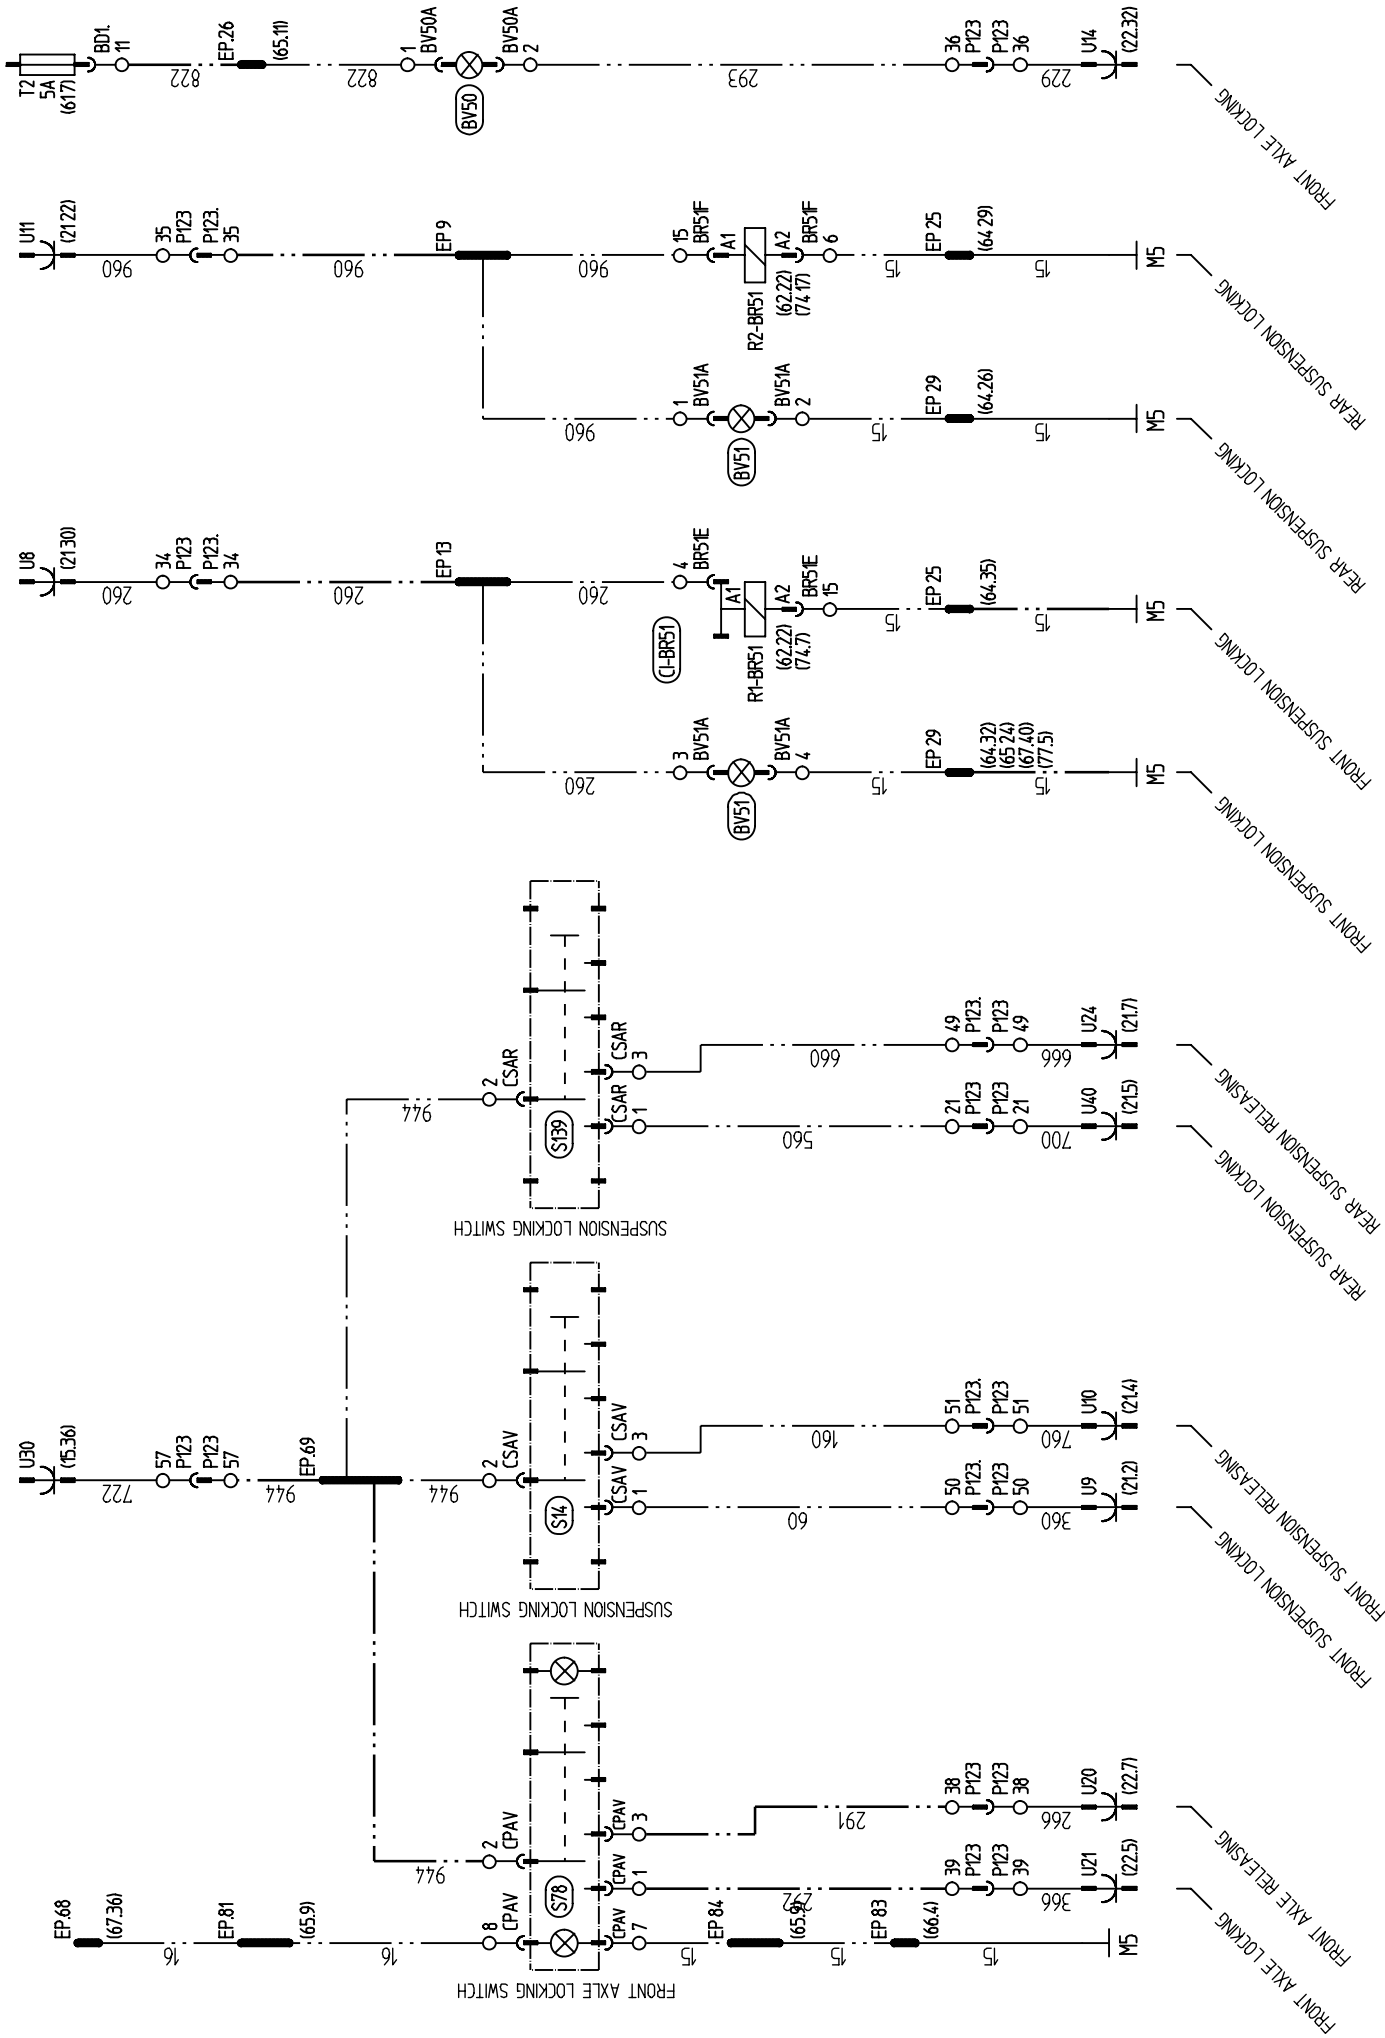 T2
5A
(617)
BD1.
11
822
EP.26
(65.11)
822
1
BV50A
BV50
BV50A
2
293
36
P123
P123
36
229
U14
(22.32)
FRONT AXLE LOCKING
U11
(2122)
960
35
P123
P123.
35
960
EP 9
960
15
BR51F
A1
R2-BR51
A2
(62.22)
(74.17)
BR51F
6
15
EP 25
(64 29)
15
M5
REAR SUSPENSION LOCKING
960
1
BV51A
BV51
BV51A
2
15
EP 29
(64.26)
15
M5
REAR SUSPENSION LOCKING
U8
(2130)
260
34
P123
P123.
34
260
EP 13
260
4
BR51E
CI-BR51
A1
R1-BR51
A2
(62.22)
(74.7)
BR51E
15
15
EP 25
(64.35)
15
M5
FRONT SUSPENSION LOCKING
260
3
BV51A
BV51
BV51A
4
15
EP 29
(64.32)
(65 24)
(67.40)
(77.5)
15
M5
FRONT SUSPENSION LOCKING
944
2
CSAR
S139
CSAR
1
CSAR
3
SUSPENSION LOCKING SWITCH
660
49
P123.
P123
49
666
U24
(21.7)
REAR SUSPENSION RELEASING
560
21
P123
P123
21
700
U40
(21.5)
REAR SUSPENSION LOCKING
U30
(15.36)
722
57
P123
P123
57
944
EP.69
944
2
CSAV
S14
CSAV
1
CSAV
3
SUSPENSION LOCKING SWITCH
160
51
P123.
P123
51
760
U10
(21.4)
FRONT SUSPENSION RELEASING
60
50
P123.
P123
50
360
U9
(21.2)
FRONT SUSPENSION LOCKING
944
2
CPAV
S78
CPAV
3
291
38
P123
P123
38
266
U20
(22.7)
FRONT AXLE RELEASING
CPAV
1
292
39
P123
P123
39
366
U21
(22.5)
FRONT AXLE LOCKING
EP.68
(67.36)
16
EP.81
(65.9)
16
8
CPAV
CPAV
7
FRONT AXLE LOCKING SWITCH
15
EP 84
15
EP 83
(66.4)
15
M5